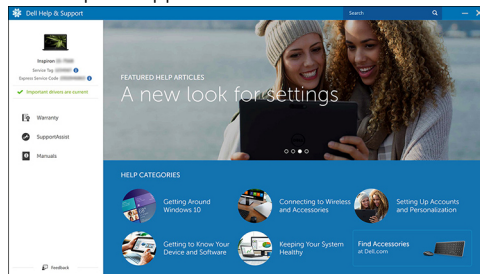 Dell Help & Support
Search
Inspiron
Service Tag
Express Service Code
Important drivers are current
Warranty
SupportAssist
Manuals
Feedback
FEATURED HELP ARTICLES
A new look for settings
HELP CATEGORIES
Getting Around
Windows 10
Connecting to Wireless
and Accessories
Setting Up Accounts
and Personalization
Getting to Know Your
Device and Software
Keeping Your System
Healthy
Find Accessories
at Dell.com